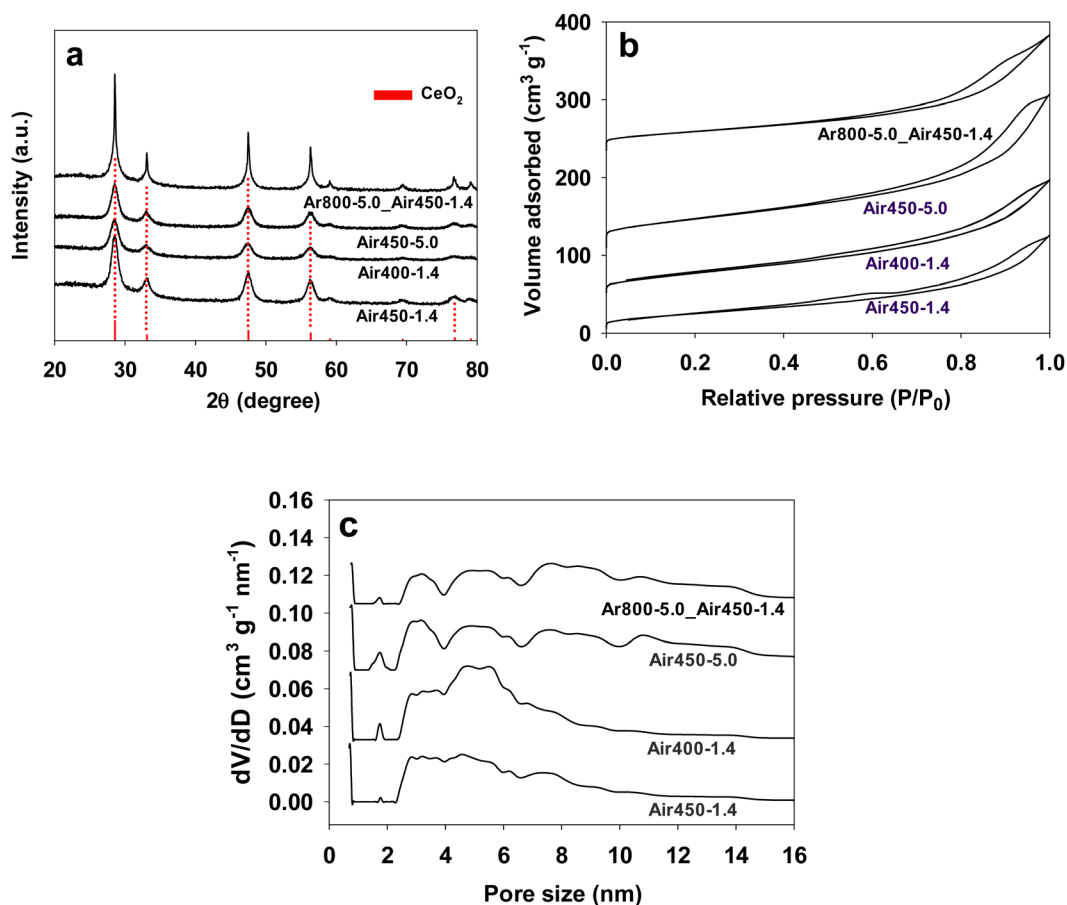 a
Intensity (a.u.)
CeO2
Ar800-5.0_Air450-1.4
Air450-5.0
Air400-1.4
Air450-1.4
20 30 40 50 60 70 80
2θ (degree)
b
Volume adsorbed (cm3 g-1)
400
300
200
100
0
Ar800-5.0_Air450-1.4
Air450-5.0
Air400-1.4
Air450-1.4
0.0 0.2 0.4 0.6 0.8 1.0
Relative pressure (P/P0)
c
dV/dD (cm3 g-1 nm-1)
0.16
0.14
0.12
0.10
0.08
0.06
0.04
0.02
0.00
Ar800-5.0_Air450-1.4
Air450-5.0
Air400-1.4
Air450-1.4
0 2 4 6 8 10 12 14 16
Pore size (nm)